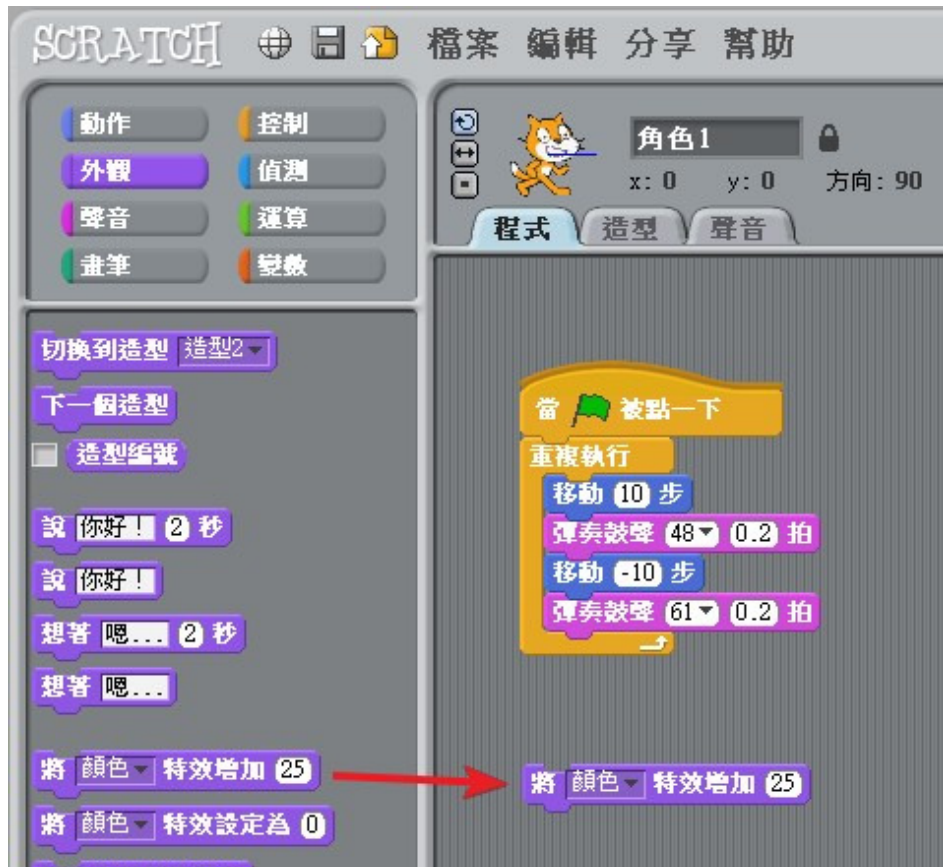 SCRATCH 檔案 編輯 分享 幫助
動作 控制
外觀 偵測
聲音 運算
畫筆 變數
切換到造型 造型2
下一個造型
造型編號
說 你好！ 2 秒
說 你好！
想著 嗯... 2 秒
想著 嗯...
將 顏色 特效增加 25
將 顏色 特效設定為 0
角色1
x: 0 y: 0 方向: 90
程式 造型 聲音
當 被點一下
重複執行
移動 10 步
彈奏鼓聲 48 0.2 拍
移動 -10 步
彈奏鼓聲 61 0.2 拍
將 顏色 特效增加 25